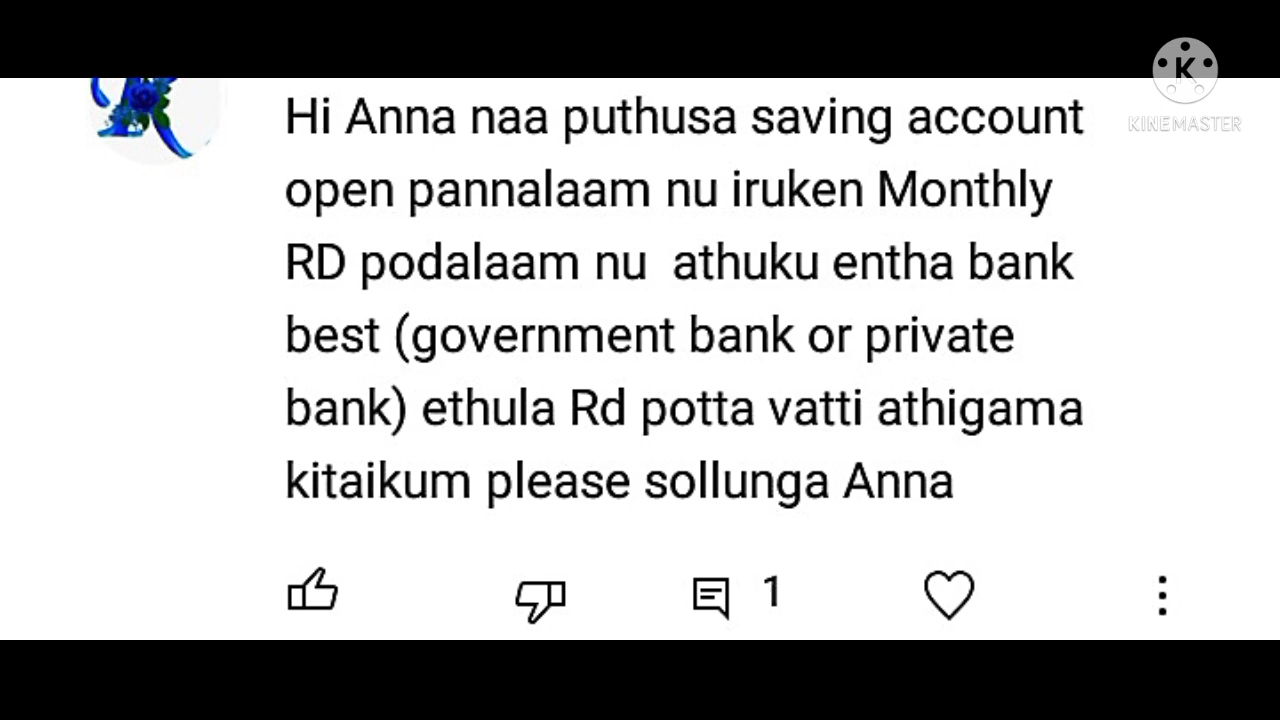 K
KINEMASTER
Hi Anna naa puthusa saving account
open pannalaam nu iruken Monthly
RD podalaam nu  athuku entha bank
best (government bank or private
bank) ethula Rd potta vatti athigama
kitaikum please sollunga Anna
1